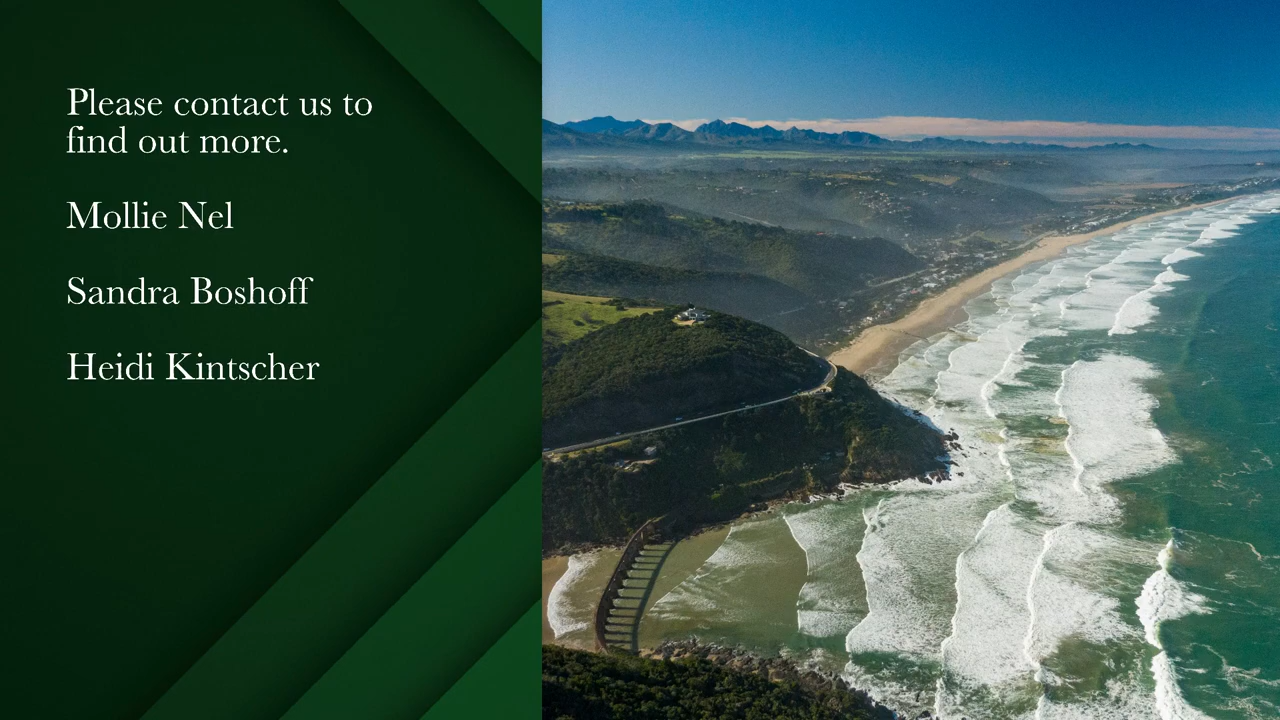 Please contact us to
find out more.
Mollie Nel
Sandra Boshoff
Heidi Kintscher